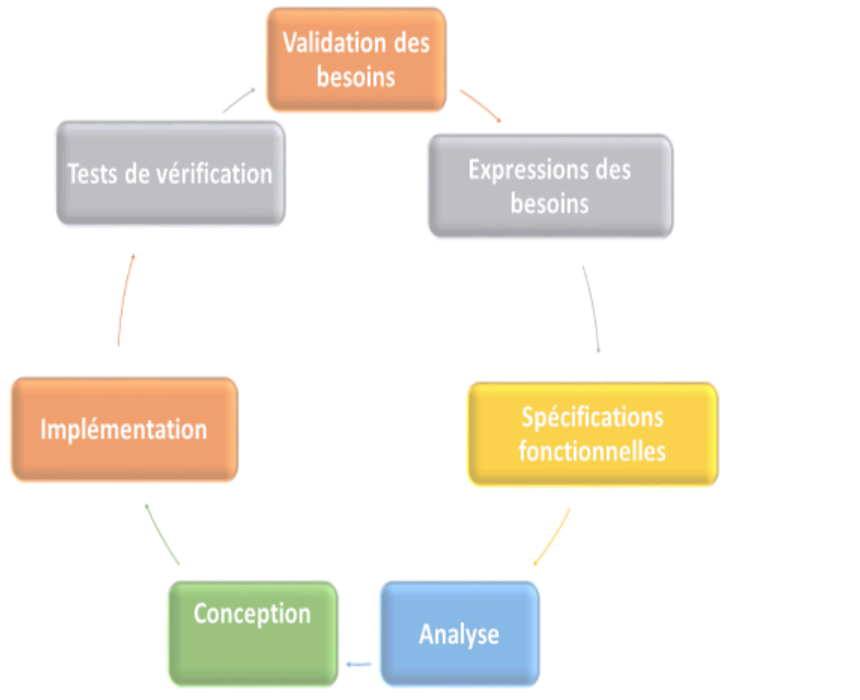 Validation des
besoins
Expressions des
besoins
Spécifications
fonctionnelles
Analyse
Conception
Implémentation
Tests de vérification